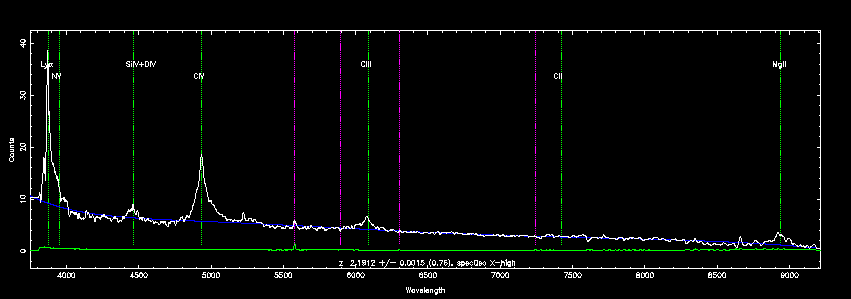 40
30
20
10
0
Counts
Lyα
NV
SiIV+OIV
CIV
CIII
CII
MgII
4000 4500 5000 5500 6000 6500 7000 7500 8000 8500 9000
z 2.1912 +/- 0.0015 (0.76), specQso X-high
Wavelength